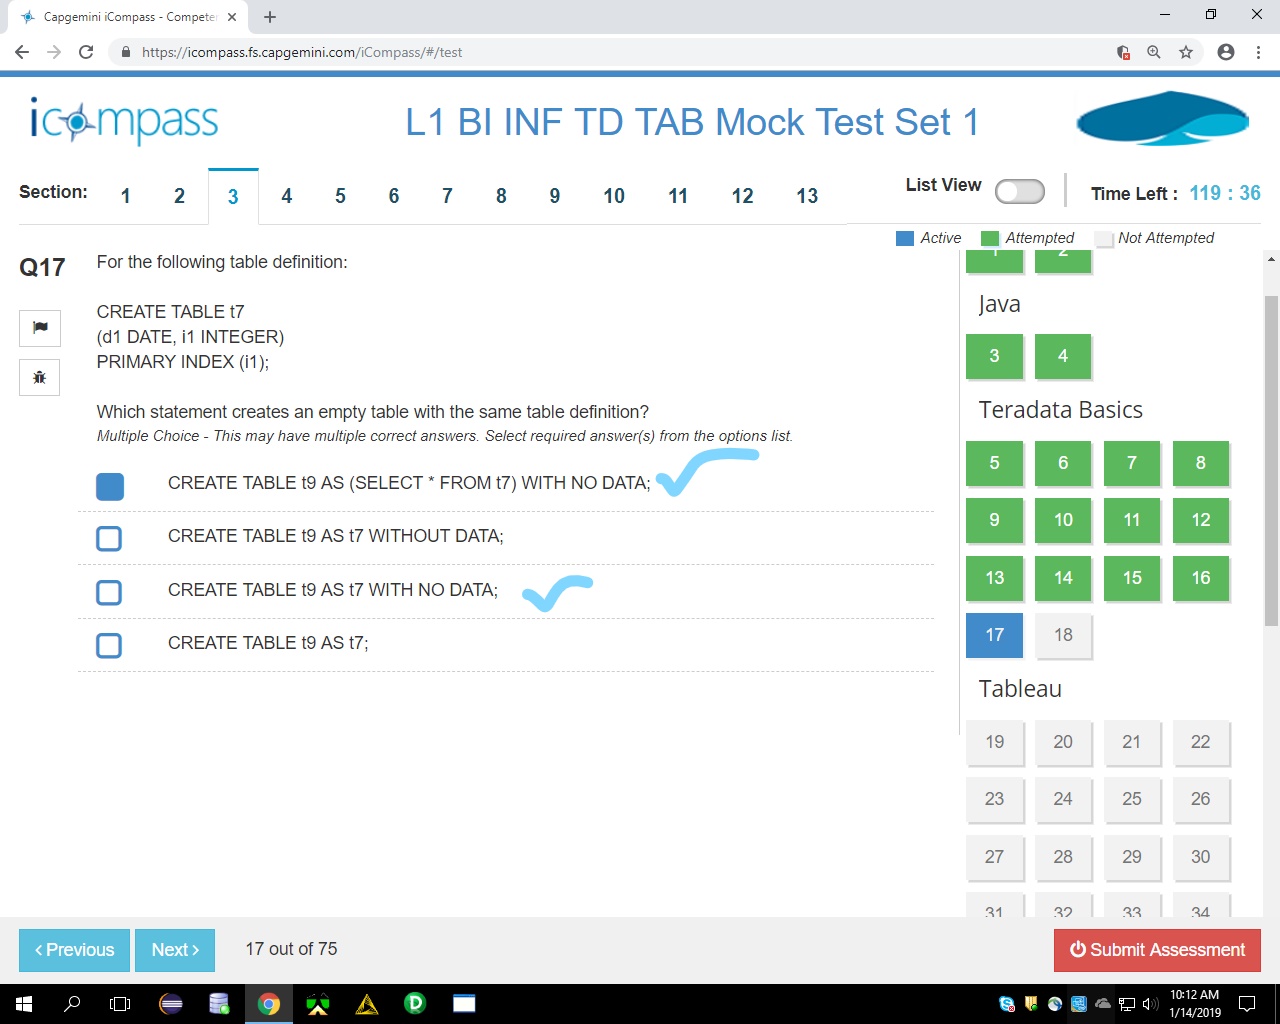 Capgemini iCompass - Competen
https://icompass.fs.capgemini.com/iCompass/#/test
icompass
L1 BI INF TD TAB Mock Test Set 1
Section: 1 2 3 4 5 6 7 8 9 10 11 12 13
List View
Time Left : 119 : 36
Active Attempted Not Attempted
Q17
For the following table definition:
CREATE TABLE t7
(d1 DATE, i1 INTEGER)
PRIMARY INDEX (i1);
Which statement creates an empty table with the same table definition?
Multiple Choice - This may have multiple correct answers. Select required answer(s) from the options list.
CREATE TABLE t9 AS (SELECT * FROM t7) WITH NO DATA;
CREATE TABLE t9 AS t7 WITHOUT DATA;
CREATE TABLE t9 AS t7 WITH NO DATA;
CREATE TABLE t9 AS t7;
1 2
Java
3 4
Teradata Basics
5 6 7 8
9 10 11 12
13 14 15 16
17 18
Tableau
19 20 21 22
23 24 25 26
27 28 29 30
31 32 33 34
Previous
Next
17 out of 75
Submit Assessment
10:12 AM
1/14/2019